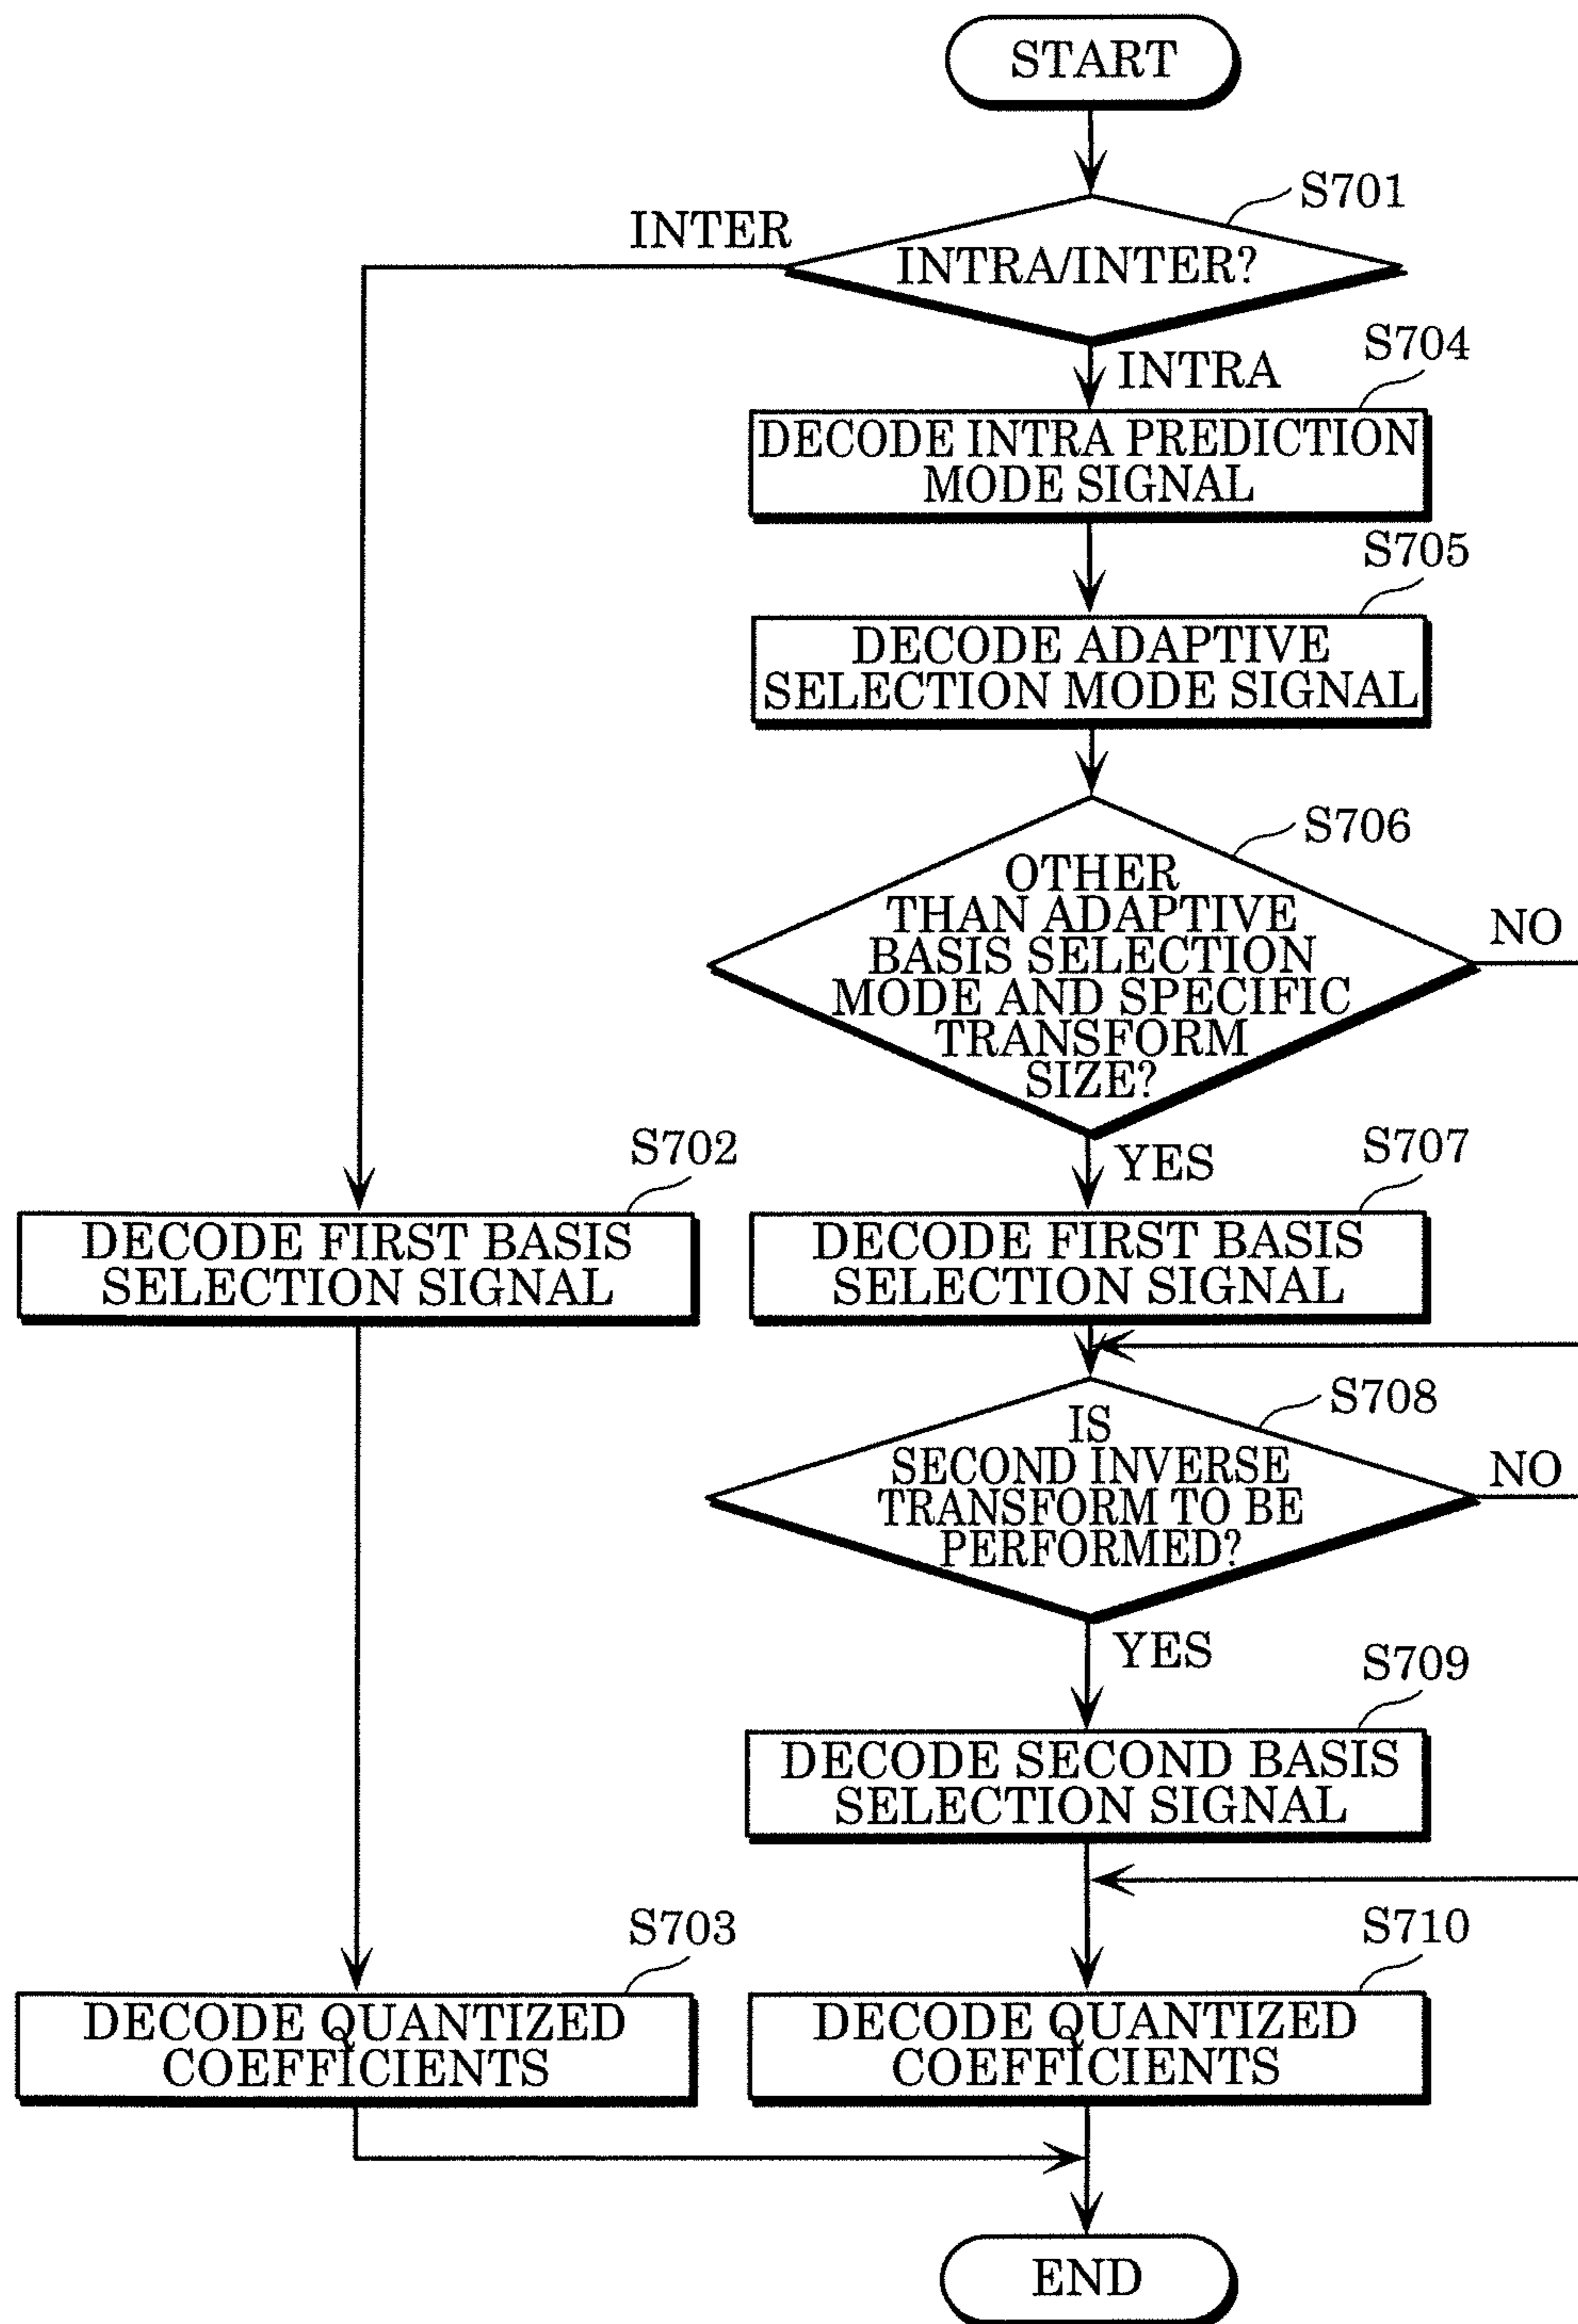 START
S701
INTER
INTRA/INTER?
S704
INTRA
DECODE INTRA PREDICTION
MODE SIGNAL
S705
DECODE ADAPTIVE
SELECTION MODE SIGNAL
S706
OTHER
THAN ADAPTIVE
BASIS SELECTION
MODE AND SPECIFIC
TRANSFORM
SIZE?
NO
YES
S702
DECODE FIRST BASIS
SELECTION SIGNAL
S707
DECODE FIRST BASIS
SELECTION SIGNAL
S708
IS
SECOND INVERSE
TRANSFORM TO BE
PERFORMED?
NO
YES
S709
DECODE SECOND BASIS
SELECTION SIGNAL
S703
DECODE QUANTIZED
COEFFICIENTS
S710
DECODE QUANTIZED
COEFFICIENTS
END